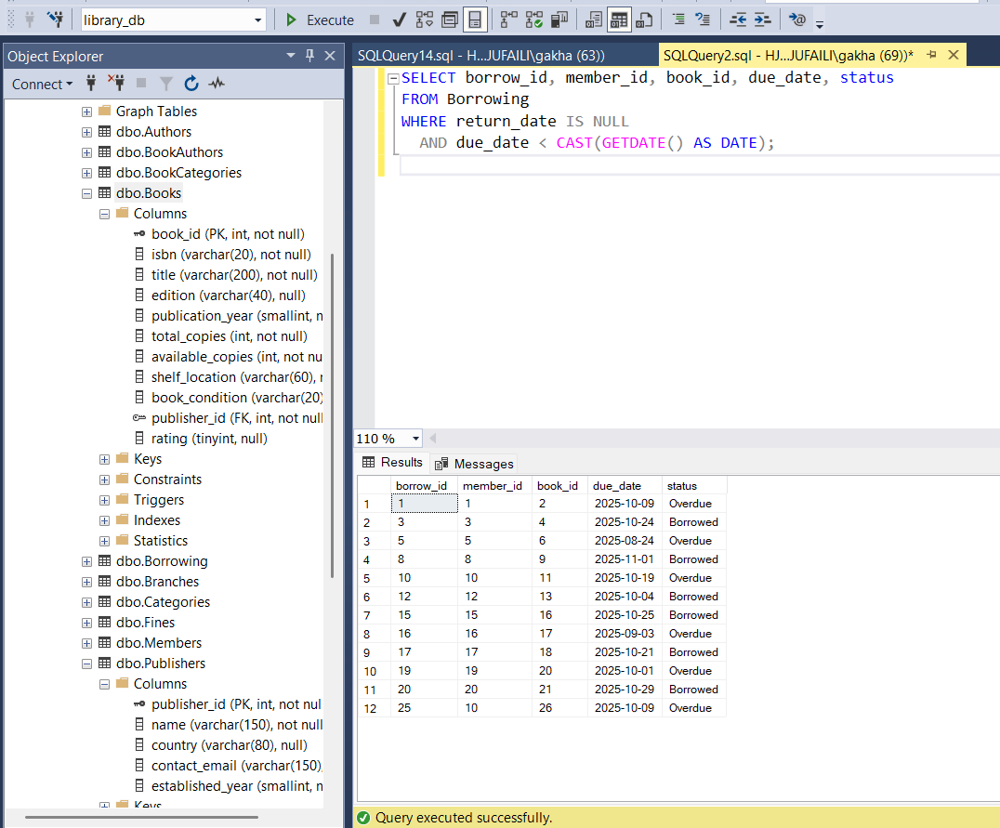 library_db
Execute
Object Explorer
Connect
Graph Tables
dbo.Authors
dbo.BookAuthors
dbo.BookCategories
dbo.Books
Columns
book_id (PK, int, not null)
isbn (varchar(20), not null)
title (varchar(200), not null)
edition (varchar(40), null)
publication_year (smallint, n
total_copies (int, not null)
available_copies (int, not nu
shelf_location (varchar(60), r
book_condition (varchar(20)
publisher_id (FK, int, not null
rating (tinyint, null)
Keys
Constraints
Triggers
Indexes
Statistics
dbo.Borrowing
dbo.Branches
dbo.Categories
dbo.Fines
dbo.Members
dbo.Publishers
Columns
publisher_id (PK, int, not nul
name (varchar(150), not null
country (varchar(80), null)
contact_email (varchar(150),
established_year (smallint, n
Keys
SQLQuery14.sql - H...JUFAILI\gakha (63))
SQLQuery2.sql - HJ...JUFAILI\gakha (69))*
SELECT borrow_id, member_id, book_id, due_date, status
FROM Borrowing
WHERE return_date IS NULL
AND due_date < CAST(GETDATE() AS DATE);
110 %
Results Messages
borrow_id member_id book_id due_date status
1 1 1 2 2025-10-09 Overdue
2 3 3 4 2025-10-24 Borrowed
3 5 5 6 2025-08-24 Overdue
4 8 8 9 2025-11-01 Borrowed
5 10 10 11 2025-10-19 Overdue
6 12 12 13 2025-10-04 Borrowed
7 15 15 16 2025-10-25 Borrowed
8 16 16 17 2025-09-03 Overdue
9 17 17 18 2025-10-21 Borrowed
10 19 19 20 2025-10-01 Overdue
11 20 20 21 2025-10-29 Borrowed
12 25 10 26 2025-10-09 Overdue
Query executed successfully.